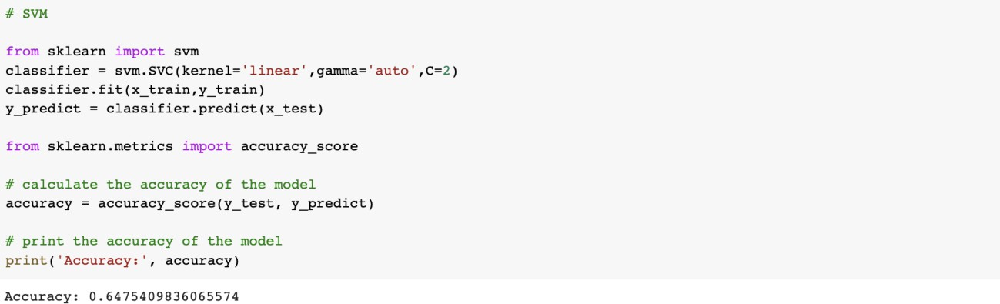 # SVM
from sklearn import svm
classifier = svm.SVC(kernel='linear',gamma='auto',C=2)
classifier.fit(x_train,y_train)
y_predict = classifier.predict(x_test)
from sklearn.metrics import accuracy_score
# calculate the accuracy of the model
accuracy = accuracy_score(y_test, y_predict)
# print the accuracy of the model
print('Accuracy:', accuracy)
Accuracy: 0.6475409836065574